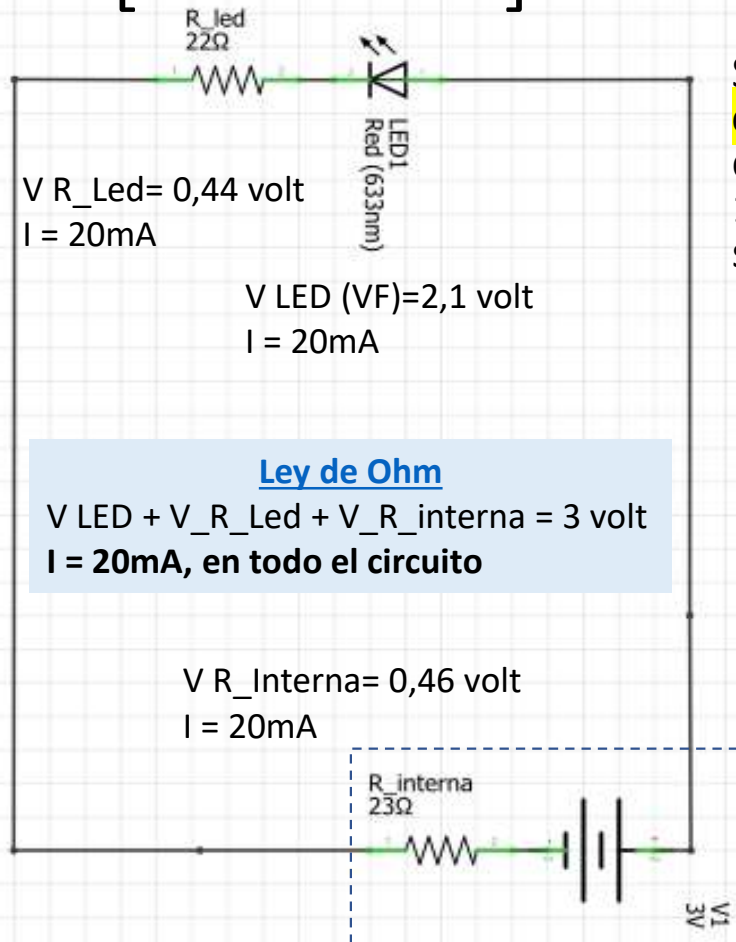 R_led
22Ω
LED1
Red (633nm)
V R_Led= 0,44 volt
I = 20mA
V LED (VF)=2,1 volt
I = 20mA
Ley de Ohm
V LED + V_R_Led + V_R_interna = 3 volt
I = 20mA, en todo el circuito
V R_Interna= 0,46 volt
I = 20mA
R_interna
23Ω
V1
3V